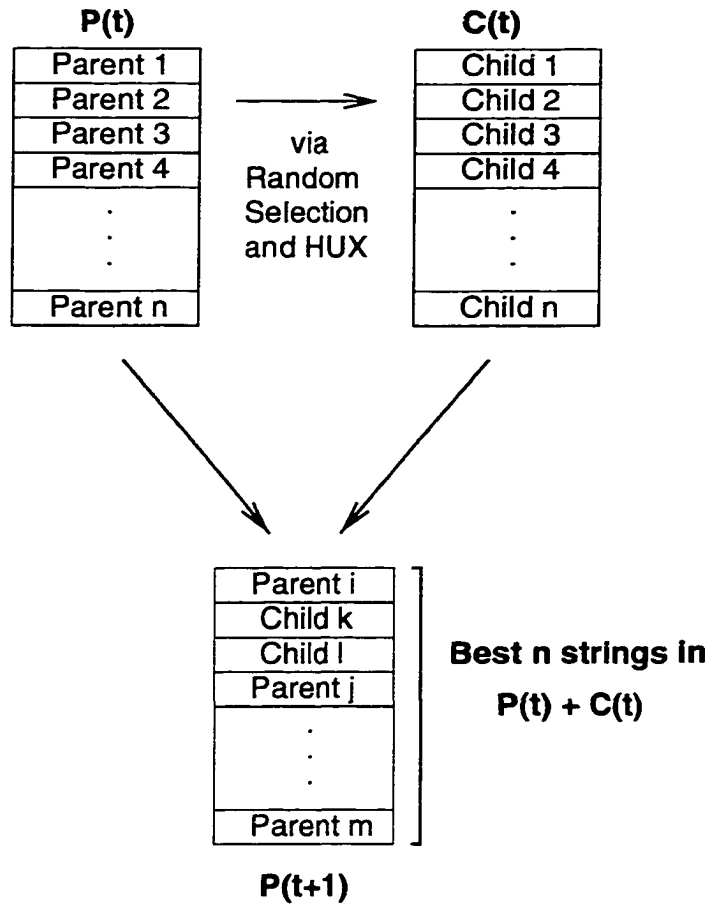 P(t)
Parent 1
Parent 2
Parent 3
Parent 4
.
.
.
Parent n
via
Random
Selection
and HUX
C(t)
Child 1
Child 2
Child 3
Child 4
.
.
.
Child n
Parent i
Child k
Child l
Parent j
.
.
.
Parent m
P(t+1)
Best n strings in
P(t) + C(t)